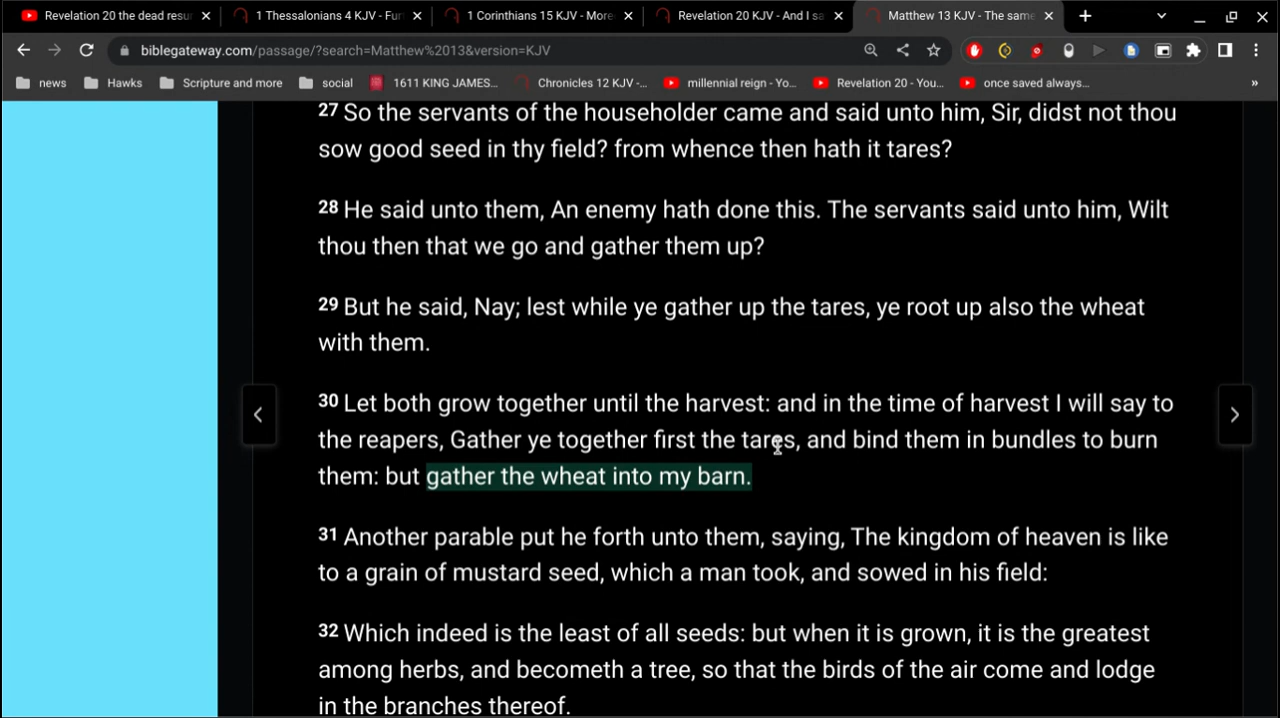 Revelation 20 the dead resu
1 Thessalonians 4 KJV - Fur
1 Corinthians 15 KJV - More
Revelation 20 KJV - And I sa
Matthew 13 KJV - The same
biblegateway.com/passage/?search=Matthew%2013&version=KJV
news
Hawks
Scripture and more
social
1611 KING JAMES...
Chronicles 12 KJV -...
millennial reign - Yo...
Revelation 20 - You...
once saved always...
»
27 So the servants of the householder came and said unto him, Sir, didst not thou
sow good seed in thy field? from whence then hath it tares?
28 He said unto them, An enemy hath done this. The servants said unto him, Wilt
thou then that we go and gather them up?
29 But he said, Nay; lest while ye gather up the tares, ye root up also the wheat
with them.
30 Let both grow together until the harvest: and in the time of harvest I will say to
the reapers, Gather ye together first the tares, and bind them in bundles to burn
them: but gather the wheat into my barn.
31 Another parable put he forth unto them, saying, The kingdom of heaven is like
to a grain of mustard seed, which a man took, and sowed in his field:
32 Which indeed is the least of all seeds: but when it is grown, it is the greatest
among herbs, and becometh a tree, so that the birds of the air come and lodge
in the branches thereof.